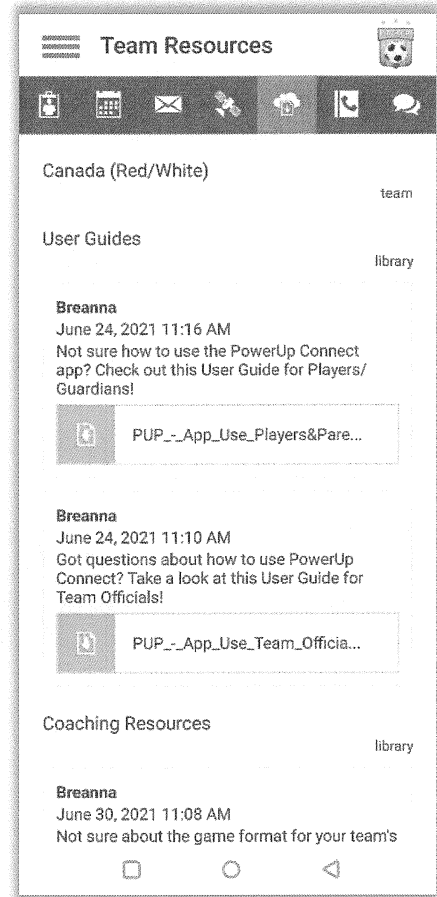 Team Resources
Canada (Red/White)
team
User Guides
library
Breanna
June 24, 2021 11:16 AM
Not sure how to use the PowerUp Connect
app? Check out this User Guide for Players/
Guardians!
PUP_-_App_Use_Players&Pare...
Breanna
June 24, 2021 11:10 AM
Got questions about how to use PowerUp
Connect? Take a look at this User Guide for
Team Officials!
PUP_-_App_Use_Team_Officia...
Coaching Resources
library
Breanna
June 30, 2021 11:08 AM
Not sure about the game format for your team's